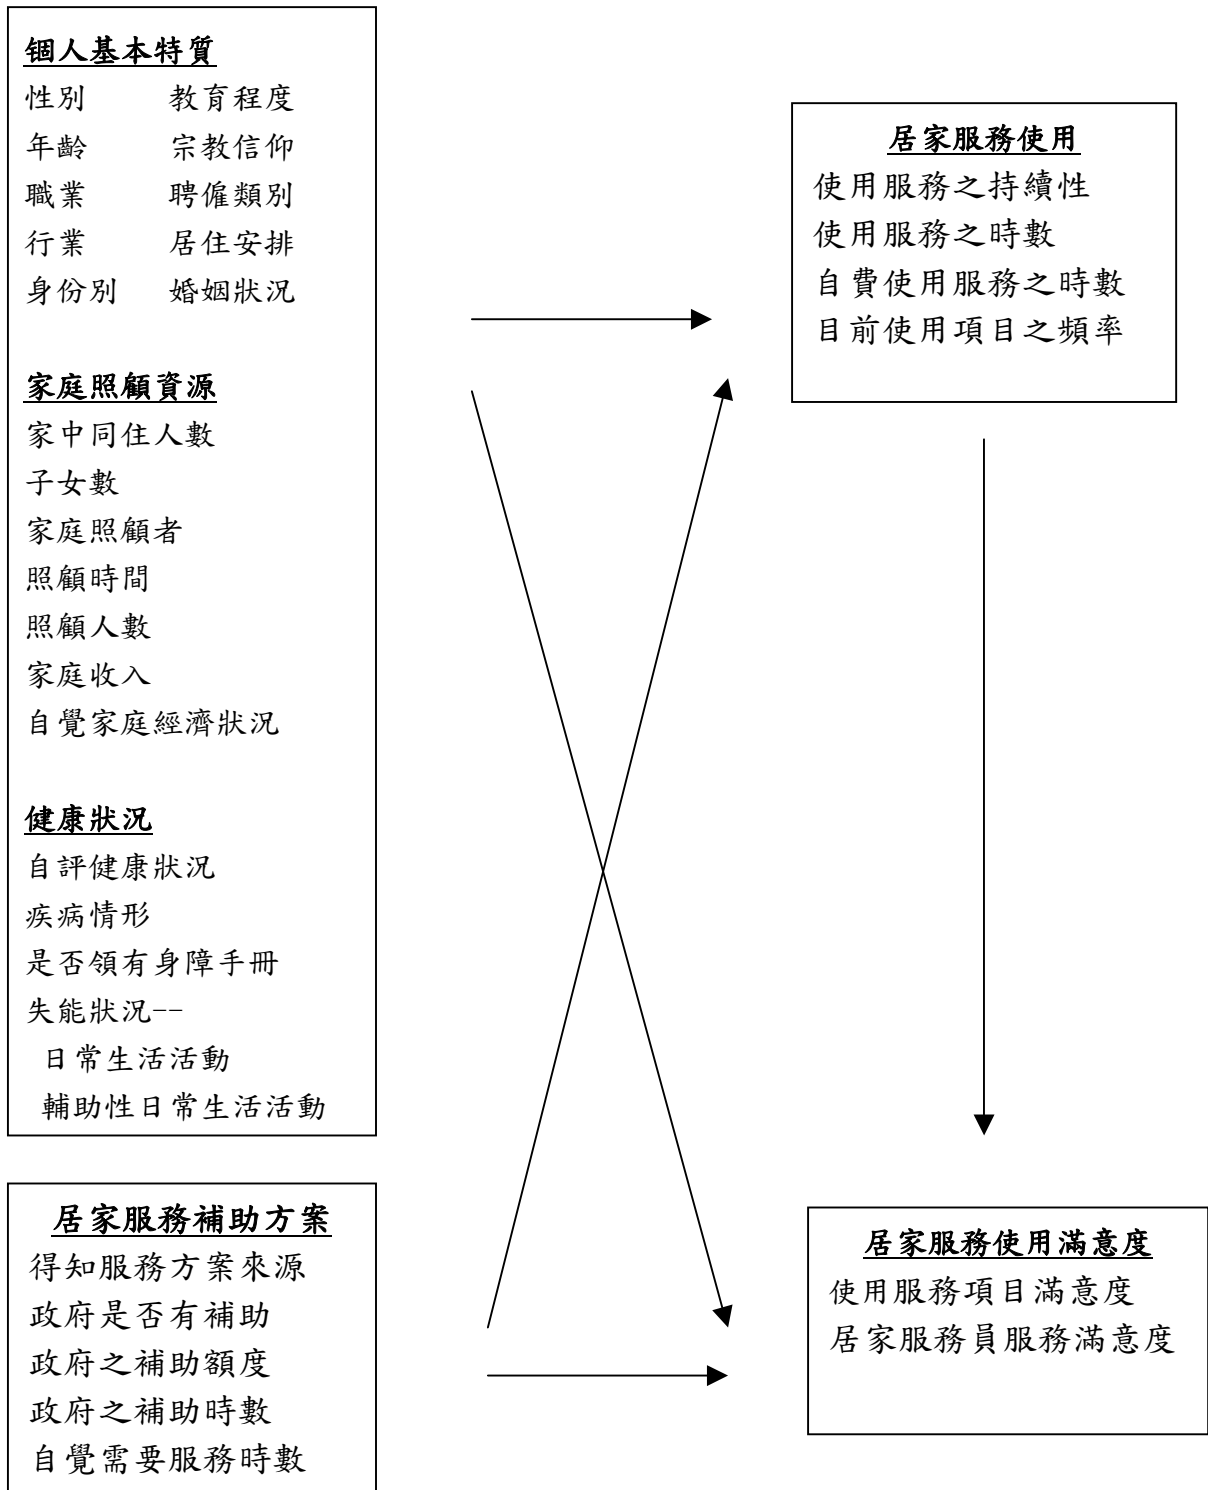 個人基本特質
性別 教育程度
年齡 宗教信仰
職業 聘僱類別
行業 居住安排
身份別 婚姻狀況
家庭照顧資源
家中同住人數
子女數
家庭照顧者
照顧時間
照顧人數
家庭收入
自覺家庭經濟狀況
健康狀況
自評健康狀況
疾病情形
是否領有身障手冊
失能狀況--
日常生活活動
輔助性日常生活活動
居家服務補助方案
得知服務方案來源
政府是否有補助
政府之補助額度
政府之補助時數
自覺需要服務時數
居家服務使用
使用服務之持續性
使用服務之時數
自費使用服務之時數
目前使用項目之頻率
居家服務使用滿意度
使用服務項目滿意度
居家服務員服務滿意度